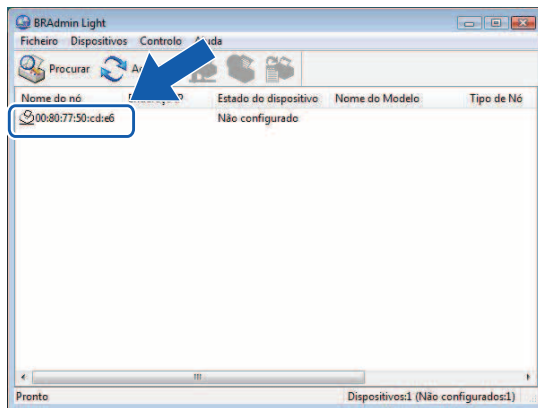 BRAdmin Light
Ficheiro Dispositivos Controlo
Procurar
Nome do nó Estado do dispositivo Nome do Modelo Tipo de Nó
00:80:77:50:cd:e6 Não configurado
Pronto Dispositivos:1 (Não configurados:1)